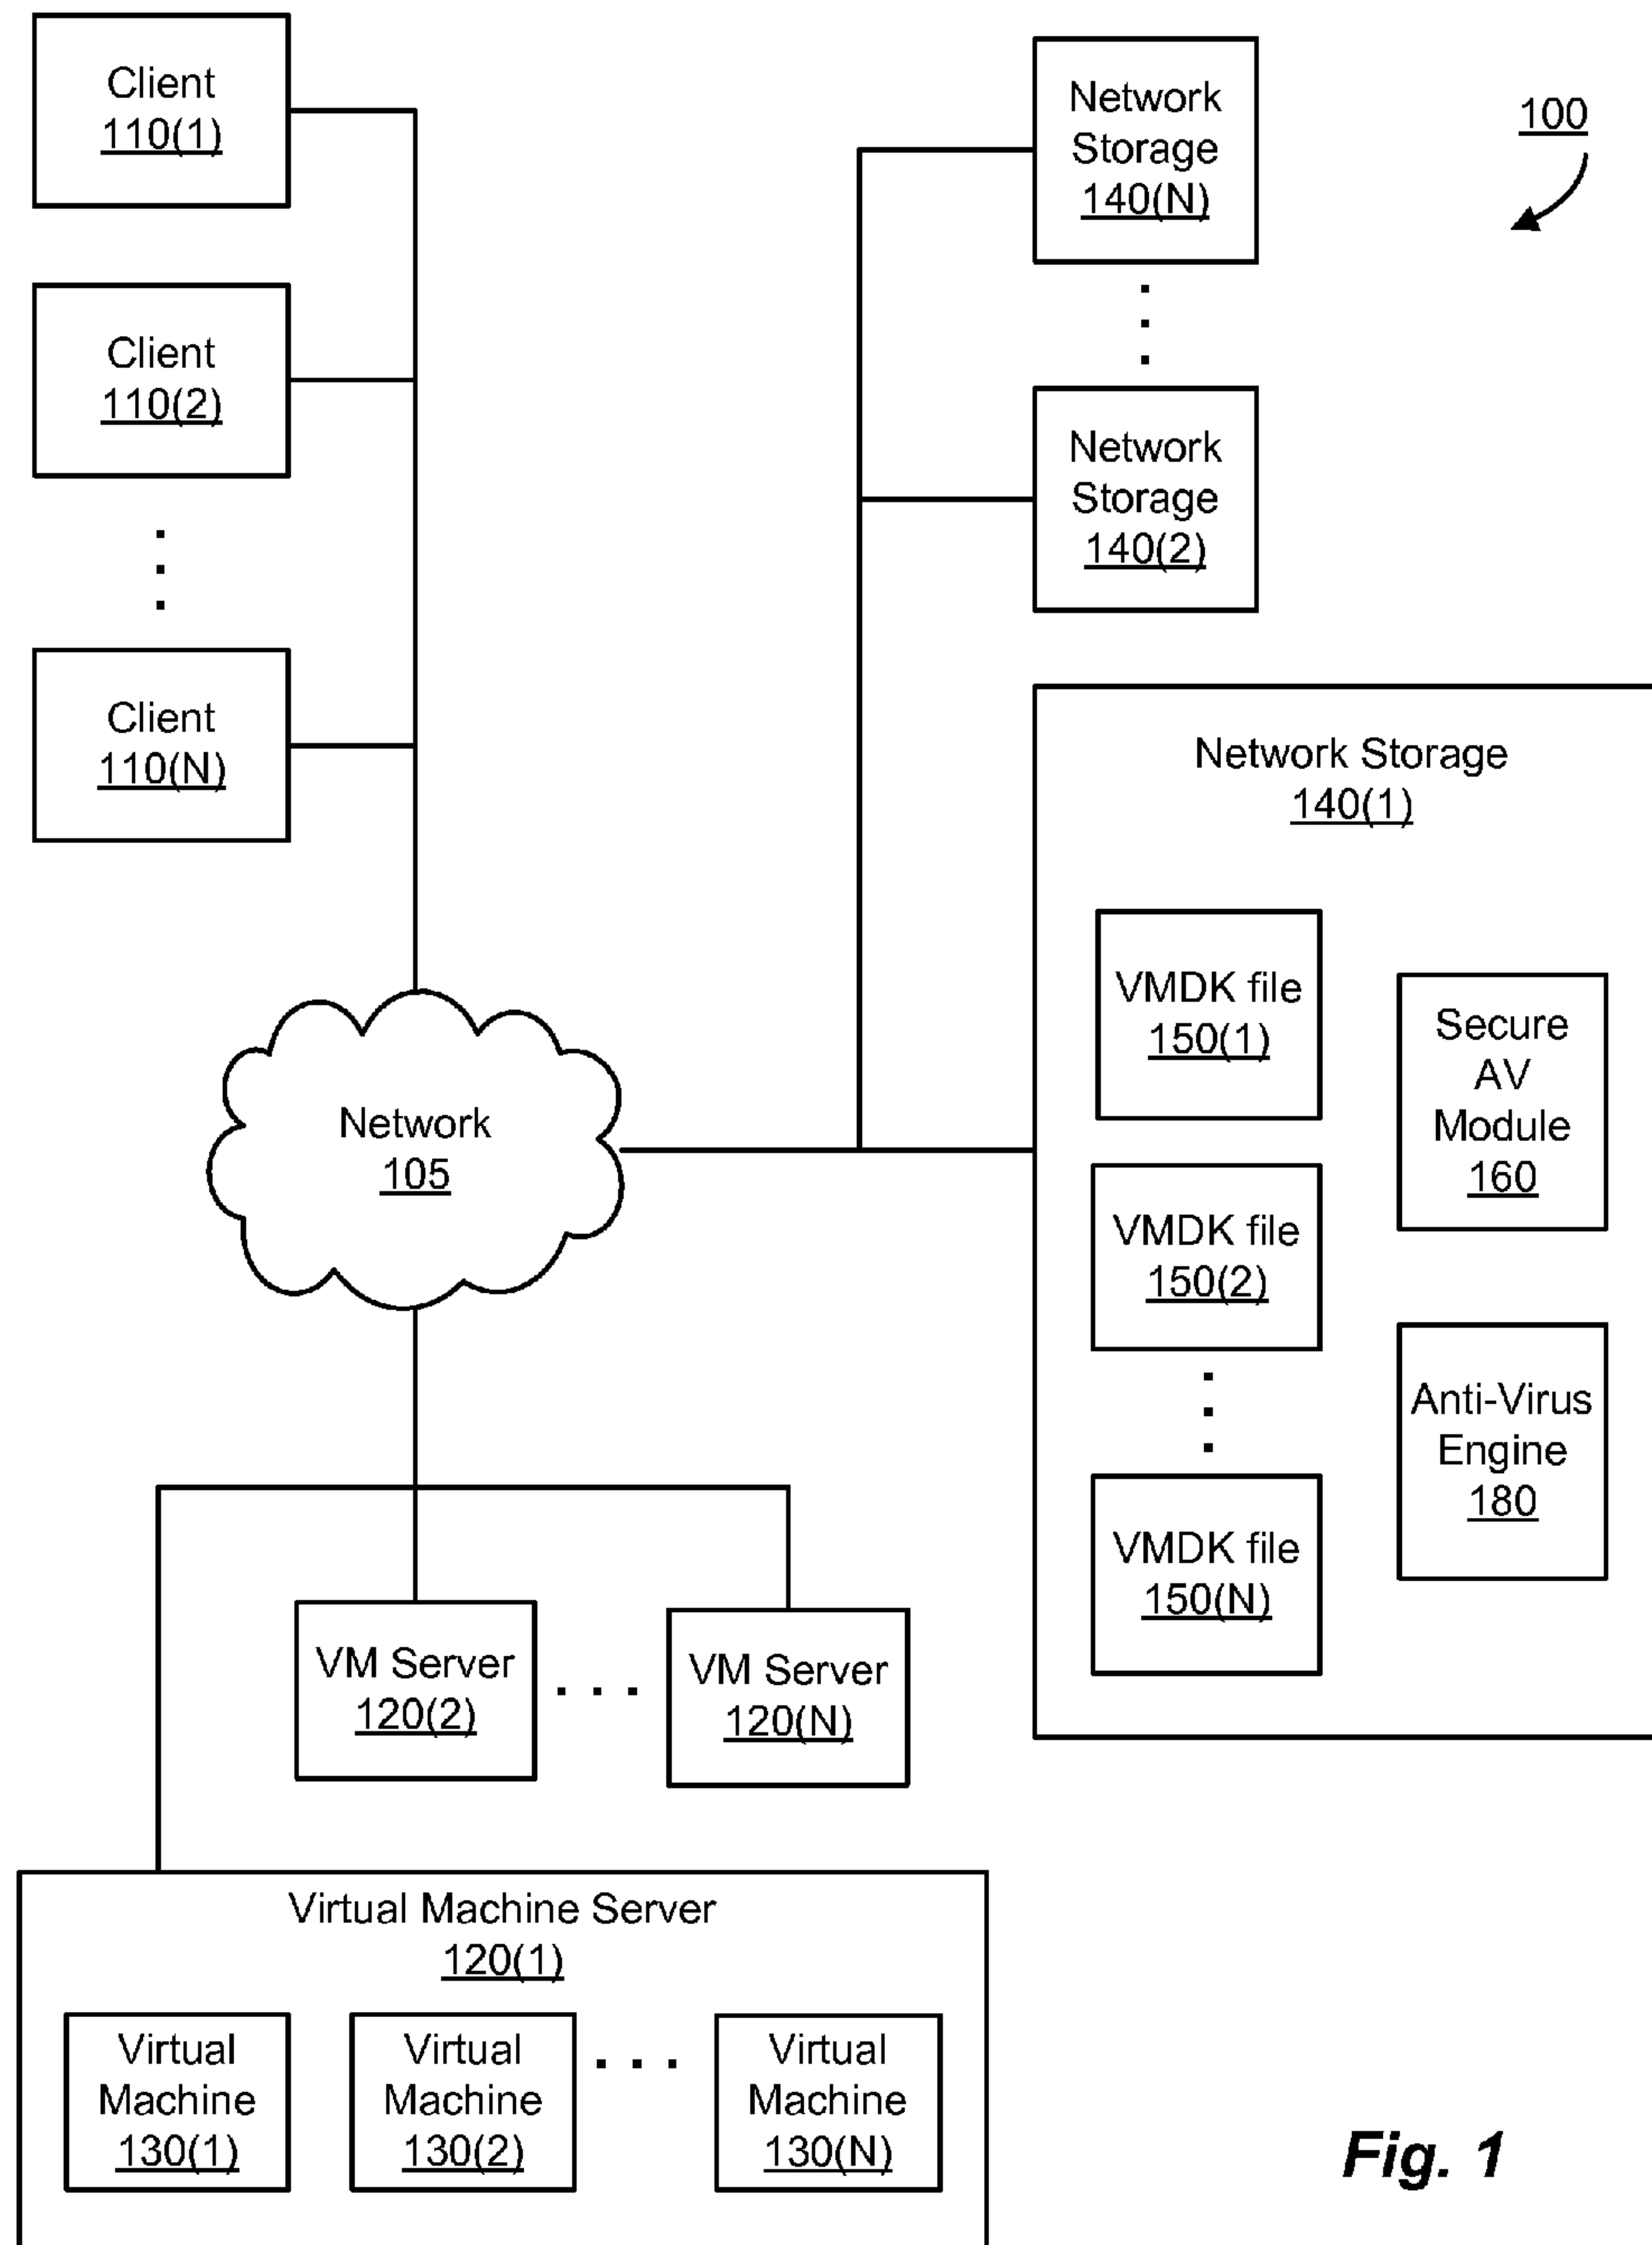 Client
110(1)
Client
110(2)
Client
110(N)
Network
Storage
140(N)
Network
Storage
140(2)
100
Network Storage
140(1)
VMDK file
150(1)
VMDK file
150(2)
VMDK file
150(N)
Secure
AV
Module
160
Anti-Virus
Engine
180
Network
105
VM Server
120(2)
VM Server
120(N)
Virtual Machine Server
120(1)
Virtual
Machine
130(1)
Virtual
Machine
130(2)
Virtual
Machine
130(N)
Fig. 1